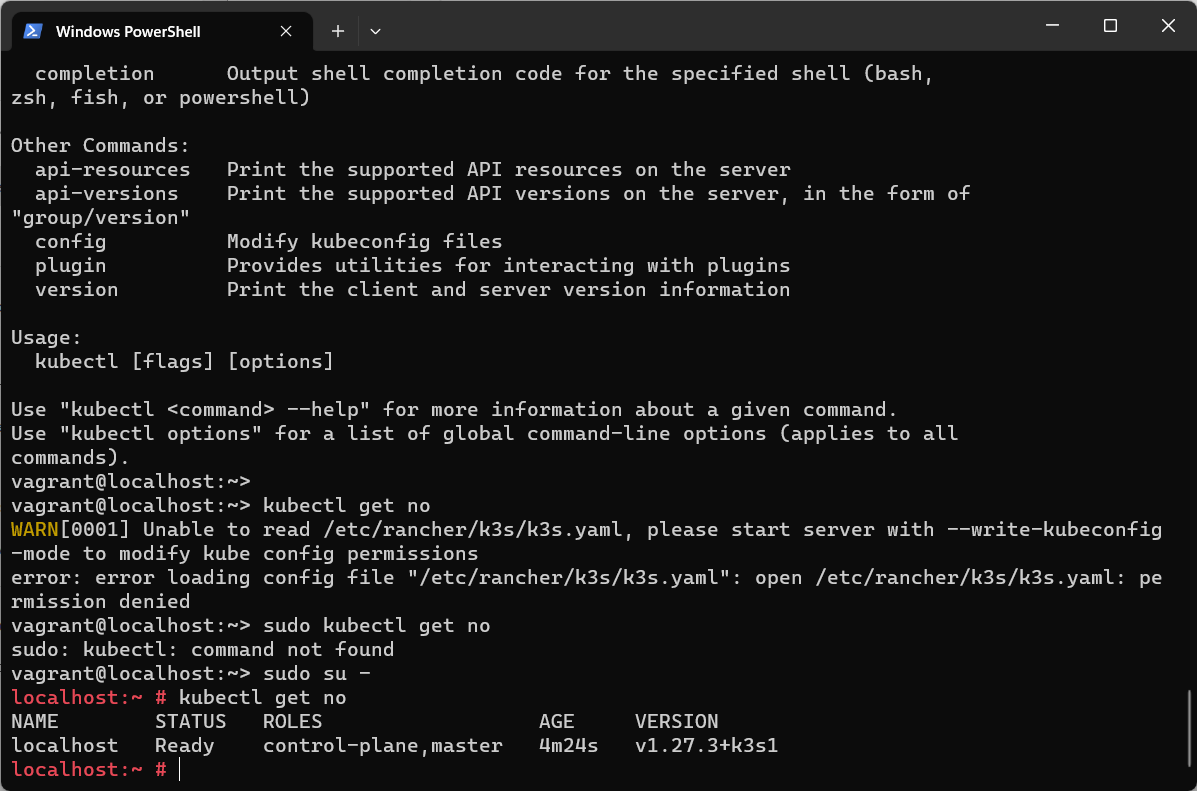 Windows PowerShell
completion Output shell completion code for the specified shell (bash,
zsh, fish, or powershell)
Other Commands:
api-resources Print the supported API resources on the server
api-versions Print the supported API versions on the server, in the form of
"group/version"
config Modify kubeconfig files
plugin Provides utilities for interacting with plugins
version Print the client and server version information
Usage:
kubectl [flags] [options]
Use "kubectl <command> --help" for more information about a given command.
Use "kubectl options" for a list of global command-line options (applies to all
commands).
vagrant@localhost:~>
vagrant@localhost:~> kubectl get no
WARN[0001] Unable to read /etc/rancher/k3s/k3s.yaml, please start server with --write-kubeconfig
-mode to modify kube config permissions
error: error loading config file "/etc/rancher/k3s/k3s.yaml": open /etc/rancher/k3s/k3s.yaml: pe
rmission denied
vagrant@localhost:~> sudo kubectl get no
sudo: kubectl: command not found
vagrant@localhost:~> sudo su -
localhost:~ # kubectl get no
NAME STATUS ROLES AGE VERSION
localhost Ready control-plane,master 4m24s v1.27.3+k3s1
localhost:~ #